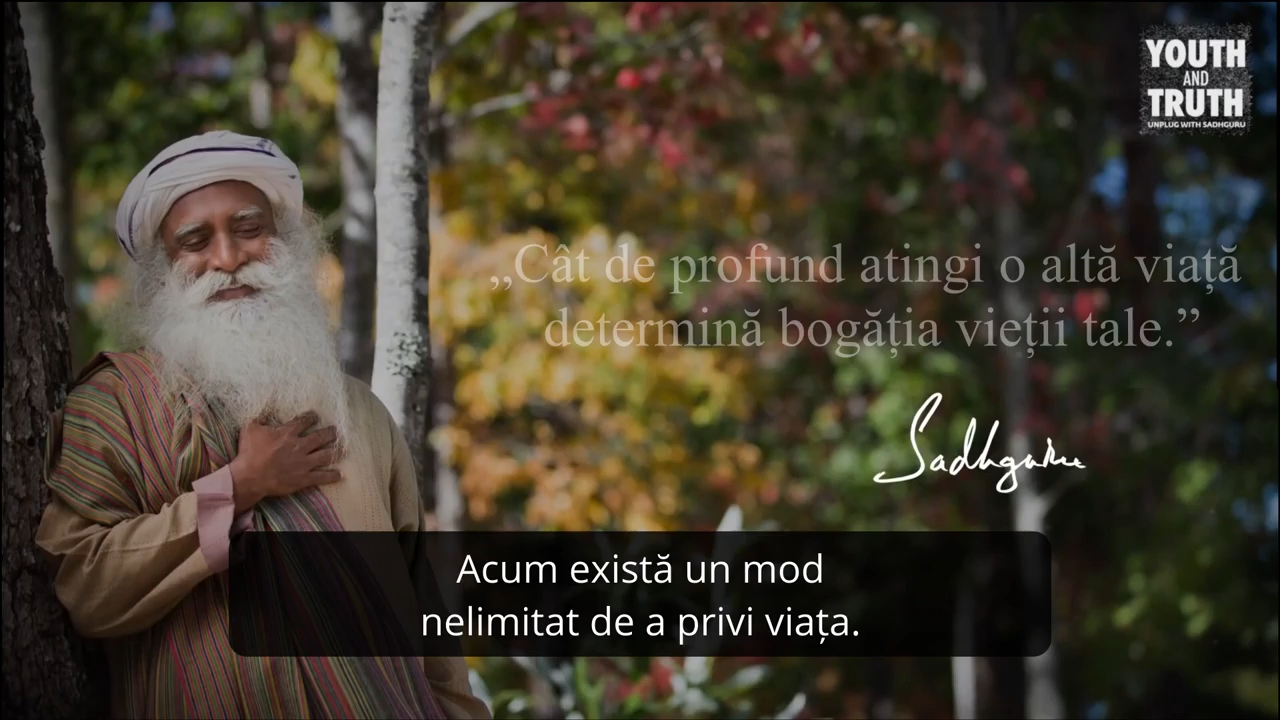 YOUTH
AND
TRUTH
UNPLUG WITH SADHGURU
„Cât de profund atingi o altă viață
determină bogăția vieții tale.”
Sadhguru
Acum există un mod
nelimitat de a privi viața.